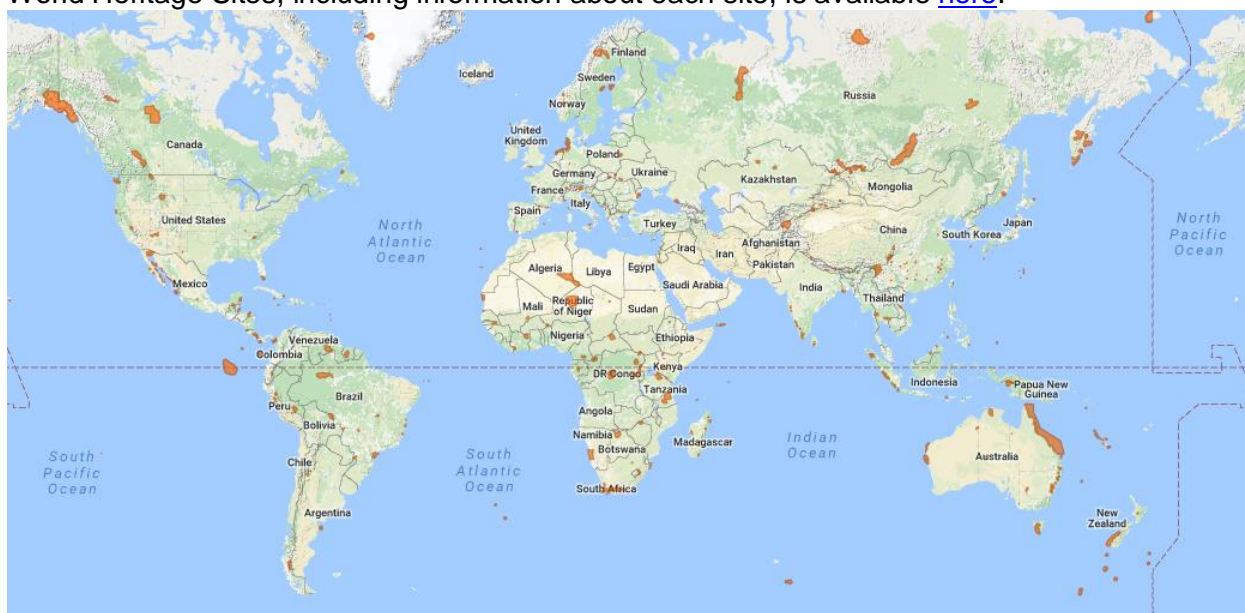 World Heritage Sites, including information about each site, is available here.
Iceland
Finland
Sweden
Norway
Russia
Canada
United
Kingdom
Poland
Germany
Ukraine
France
Kazakhstan
Mongolia
United States
Italy
Spain
Turkey
North
Atlantic
Ocean
China
Japan
South Korea
North
Pacific
Ocean
Iraq
Iran
Afghanistan
Pakistan
Mexico
Algeria
Libya
Egypt
Saudi Arabia
India
Thailand
Mali
Republic
of Niger
Sudan
Nigeria
Ethiopia
Venezuela
Colombia
DR Congo
Kenya
Tanzania
Indonesia
Papua New
Guinea
Peru
Brazil
Bolivia
Angola
Namibia
Botswana
Madagascar
South
Pacific
Ocean
Chile
South
Atlantic
Ocean
Indian
Ocean
Australia
South Africa
Argentina
New
Zealand